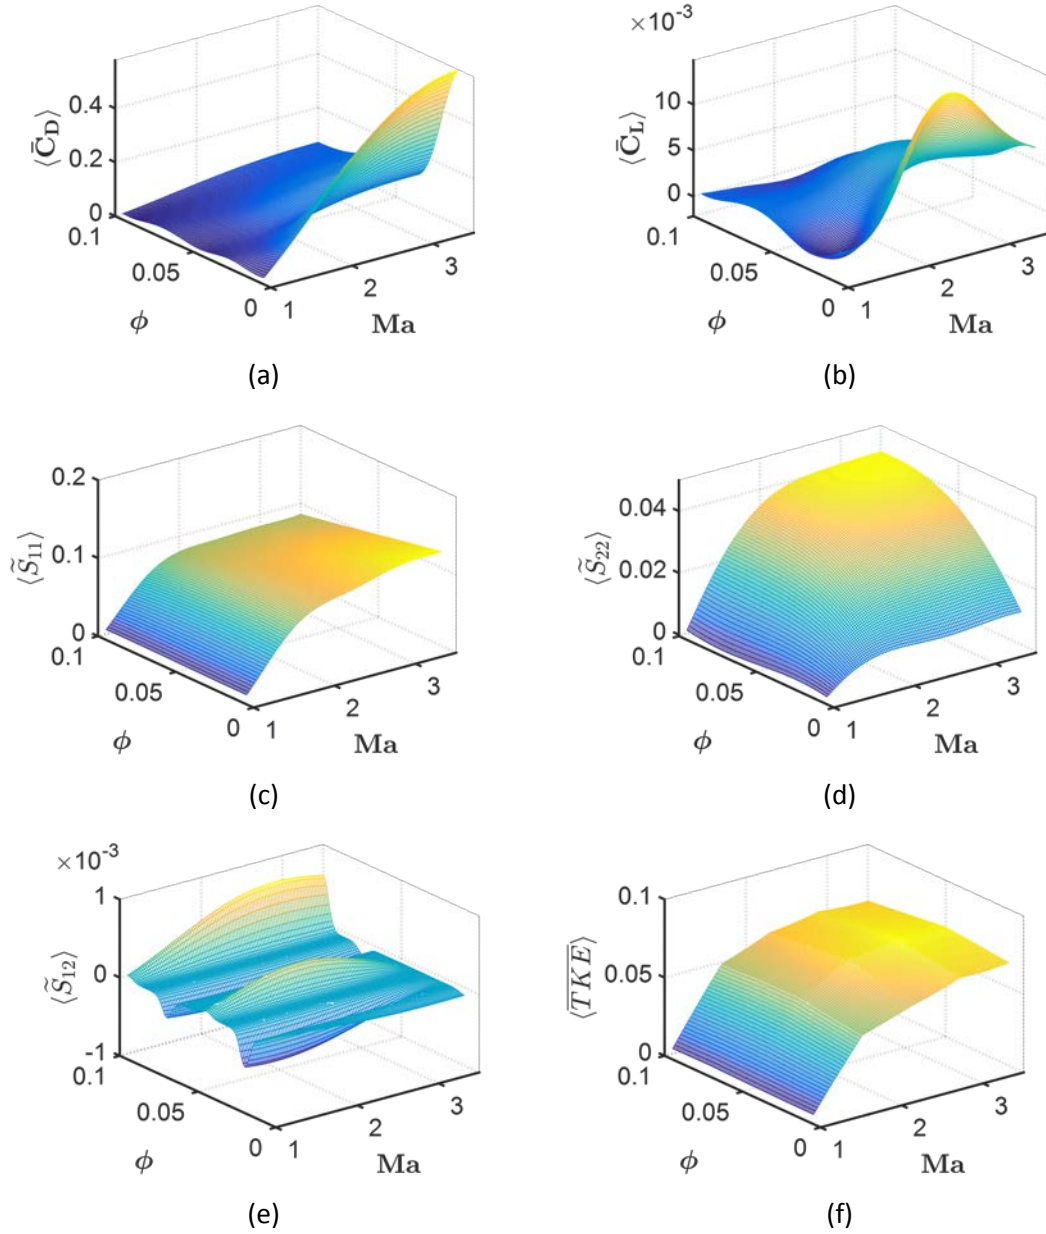 ⟨C̄_D⟩
0.4
0.2
0
0.1
0.05
0
ϕ
1
2
3
Ma
(a)
×10⁻³
⟨C̄_L⟩
10
5
0
0.1
0.05
0
ϕ
1
2
3
Ma
(b)
⟨S̃₁₁⟩
0.2
0.1
0
0.1
0.05
0
ϕ
1
2
3
Ma
(c)
⟨S̃₂₂⟩
0.04
0.02
0
0.1
0.05
0
ϕ
1
2
3
Ma
(d)
×10⁻³
⟨S̃₁₂⟩
1
0
-1
0.1
0.05
0
ϕ
1
2
3
Ma
(e)
⟨T̅K̅E̅⟩
0.1
0.05
0
0.1
0.05
0
ϕ
1
2
3
Ma
(f)